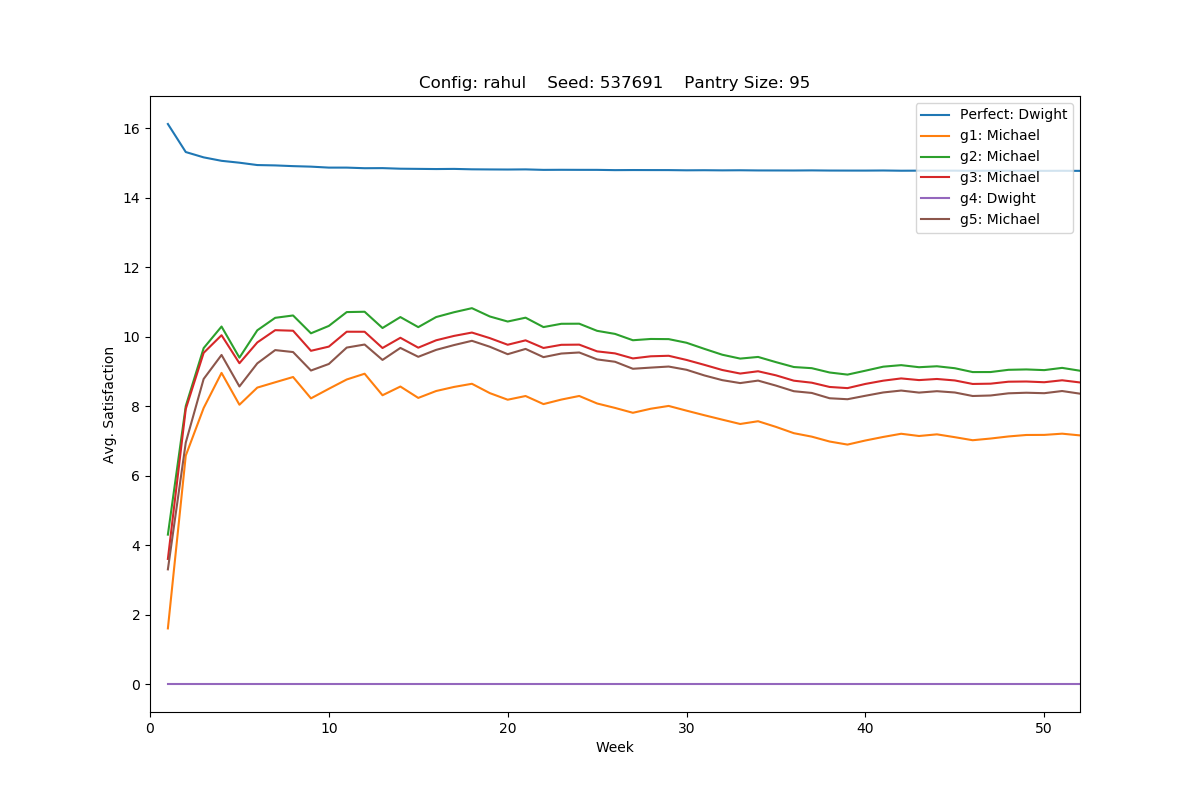 Config: rahul    Seed: 537691    Pantry Size: 95
Perfect: Dwight
g1: Michael
g2: Michael
g3: Michael
g4: Dwight
g5: Michael
Avg. Satisfaction
16
14
12
10
8
6
4
2
0
0 10 20 30 40 50
Week